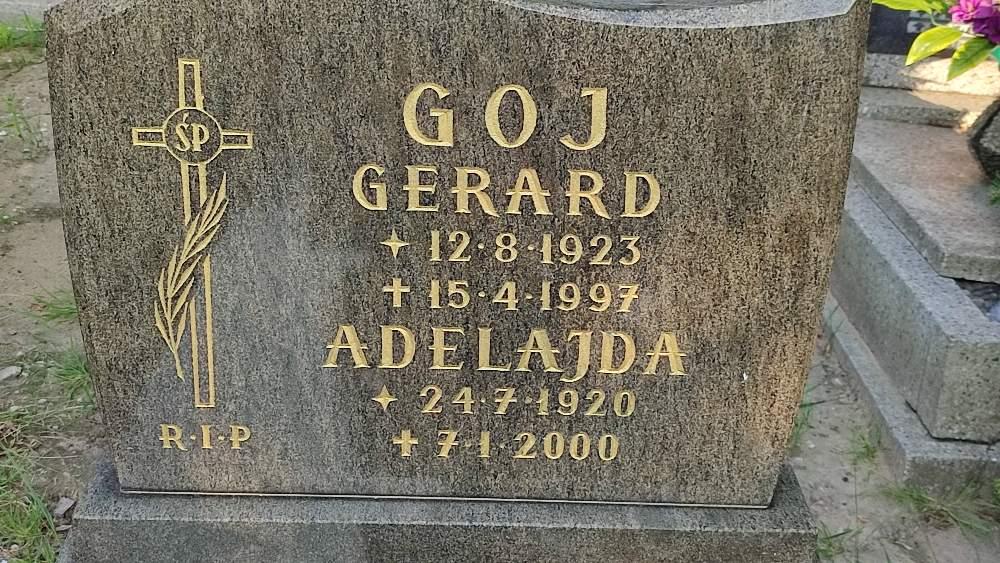 ŚP
GOJ
GERARD
12·8·1923
15·4·1997
ADELAJDA
24·7·1920
7·1·2000
R·I·P